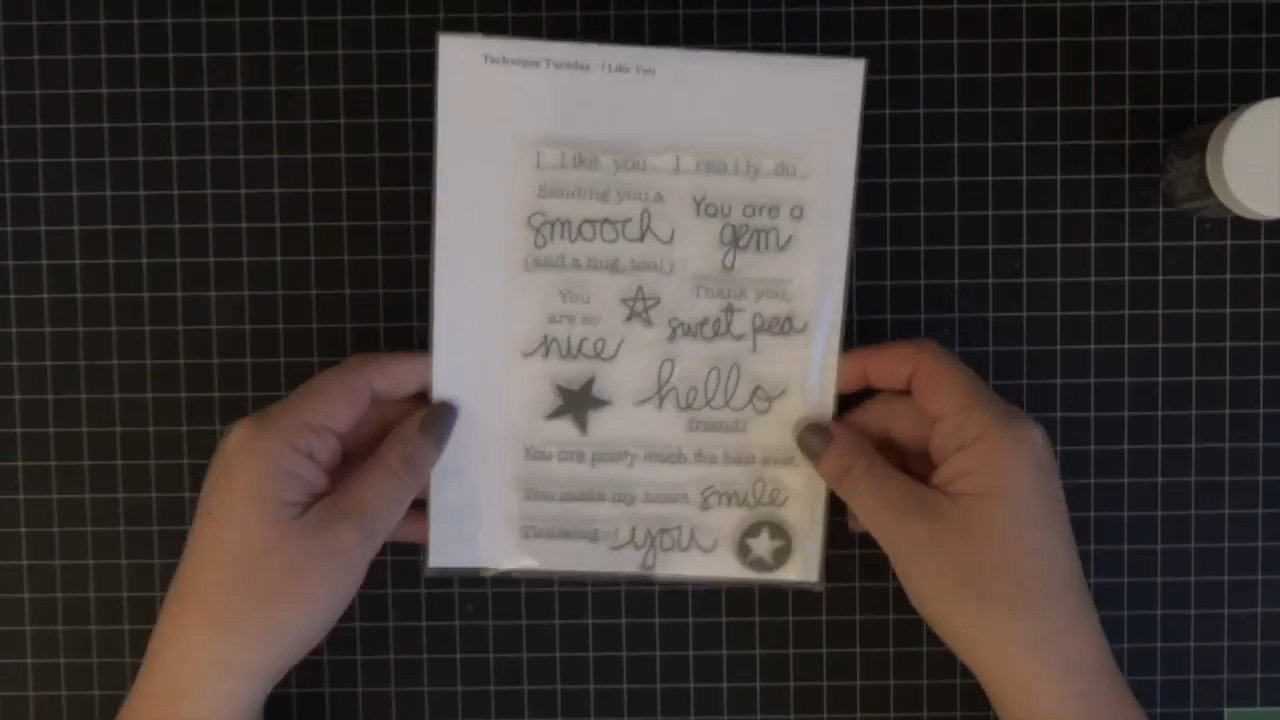 Technique Tuesday - I Like You
I like you. I really do.
Sending you a
smooch
(and a hug, too!)
You are a
gem
You
are so
nice
Thank you,
sweet pea
hello
friend!
You are pretty much the best ever.
You make my heart smile
Thinking of you